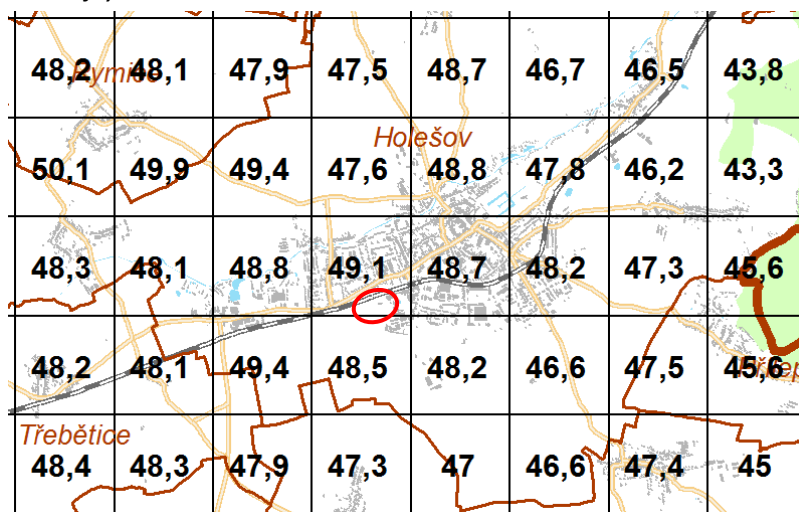 48,2 48,1 47,9 47,5 48,7 46,7 46,5 43,8
Holešov
50,1 49,9 49,4 47,6 48,8 47,8 46,2 43,3
48,3 48,1 48,8 49,1 48,7 48,2 47,3 45,6
48,2 48,1 49,4 48,5 48,2 46,6 47,5 45,6
Třebětice
48,4 48,3 47,9 47,3 47 46,6 47,4 45